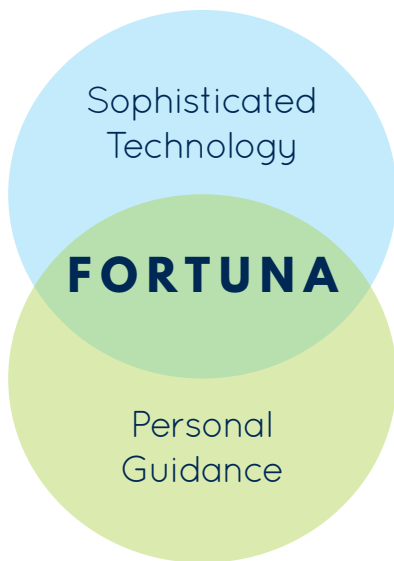 Sophisticated
Technology
FORTUNA
Personal
Guidance